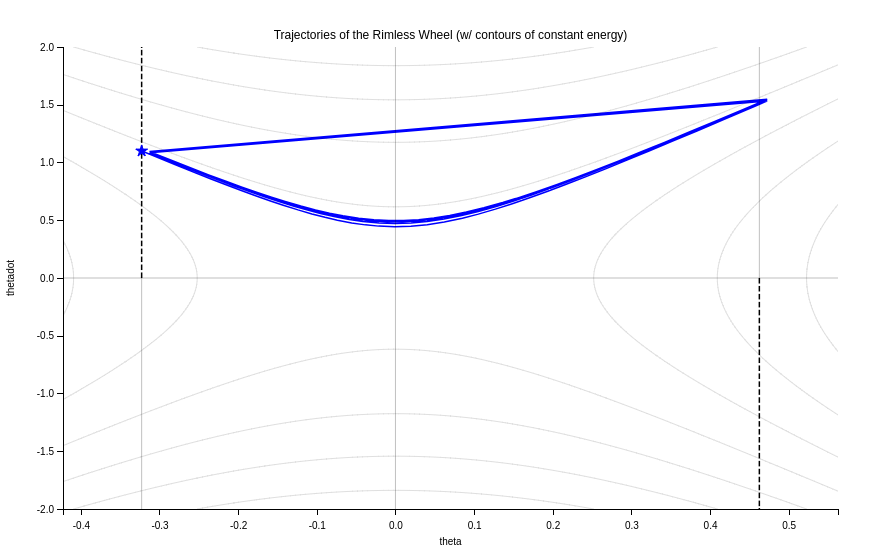 Trajectories of the Rimless Wheel (w/ contours of constant energy)
2.0
1.5
1.0
0.5
0.0
-0.5
-1.0
-1.5
-2.0
thetadot
-0.4 -0.3 -0.2 -0.1 0.0 0.1 0.2 0.3 0.4 0.5
theta